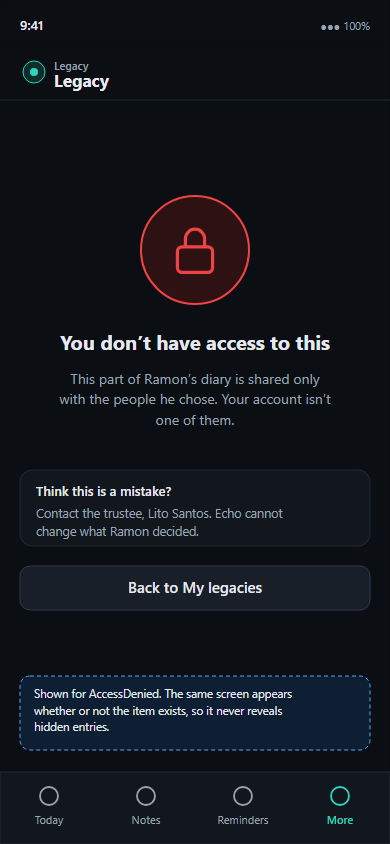 9:41
100%
Legacy
Legacy
You don’t have access to this
This part of Ramon’s diary is shared only
with the people he chose. Your account isn’t
one of them.
Think this is a mistake?
Contact the trustee, Lito Santos. Echo cannot
change what Ramon decided.
Back to My legacies
Shown for AccessDenied. The same screen appears
whether or not the item exists, so it never reveals
hidden entries.
Today
Notes
Reminders
More